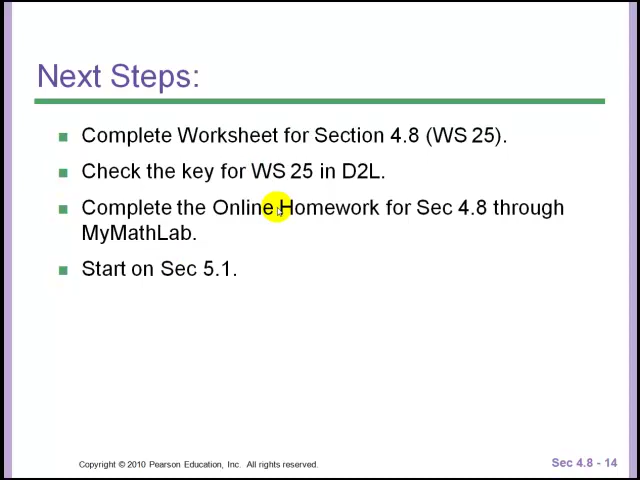 Next Steps:
Complete Worksheet for Section 4.8 (WS 25).
Check the key for WS 25 in D2L.
Complete the Online Homework for Sec 4.8 through
MyMathLab.
Start on Sec 5.1.
Copyright © 2010 Pearson Education, Inc. All rights reserved.
Sec 4.8 - 14